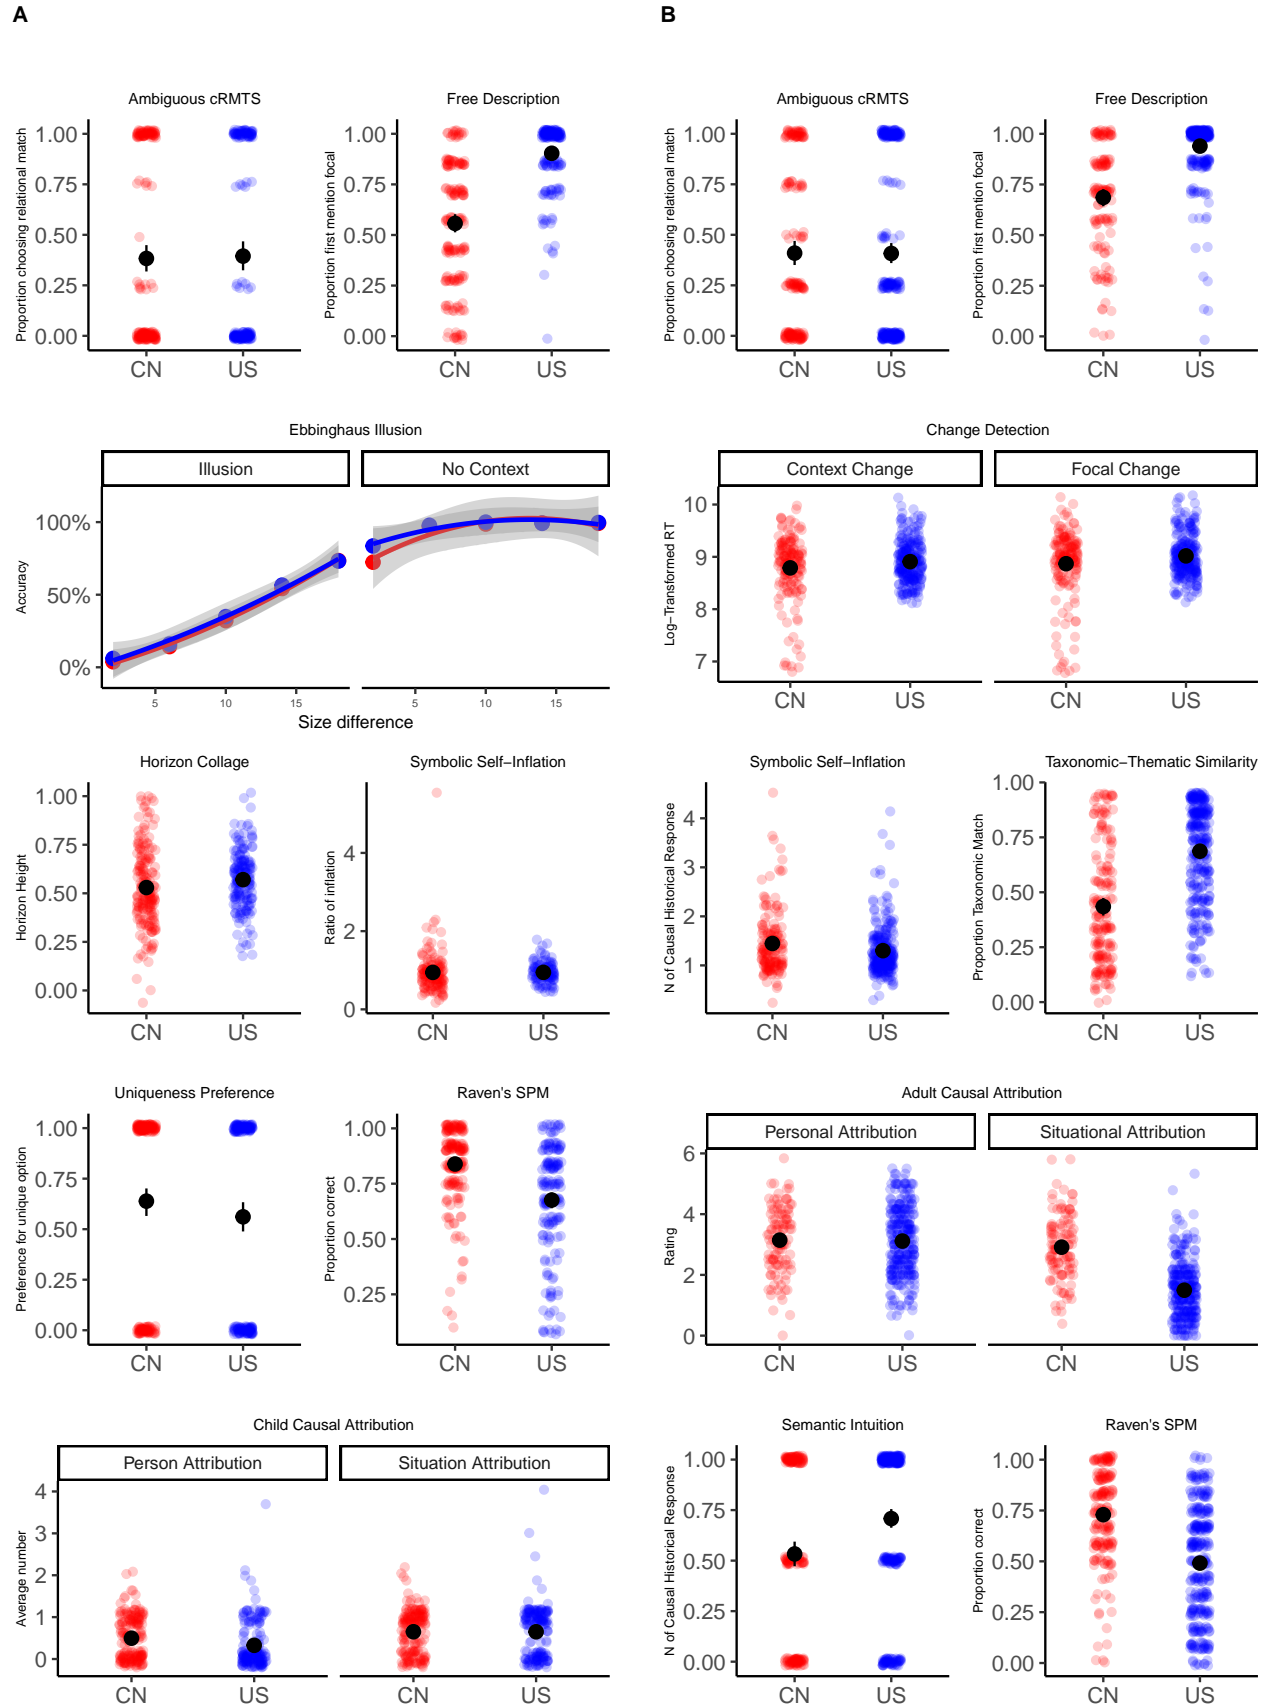 A
B
Ambiguous cRMTS
Free Description
Ambiguous cRMTS
Free Description
Proportion choosing relational match
1.00
0.75
0.50
0.25
0.00
CN US
Proportion first mention focal
1.00
0.75
0.50
0.25
0.00
CN US
Proportion choosing relational match
1.00
0.75
0.50
0.25
0.00
CN US
Proportion first mention focal
1.00
0.75
0.50
0.25
0.00
CN US
Ebbinghaus Illusion
Illusion
No Context
Accuracy
100%
50%
0%
5 10 15
5 10 15
Size difference
Change Detection
Context Change
Focal Change
Log−Transformed RT
10
9
8
7
CN US
CN US
Horizon Collage
Horizon Height
1.00
0.75
0.50
0.25
0.00
CN US
Symbolic Self−Inflation
Ratio of inflation
4
2
0
CN US
Symbolic Self−Inflation
N of Causal Historical Response
4
3
2
1
CN US
Taxonomic−Thematic Similarity
Proportion Taxonomic Match
1.00
0.75
0.50
0.25
0.00
CN US
Uniqueness Preference
Preference for unique option
1.00
0.75
0.50
0.25
0.00
CN US
Raven's SPM
Proportion correct
1.00
0.75
0.50
0.25
CN US
Adult Causal Attribution
Personal Attribution
Situational Attribution
Rating
6
4
2
0
CN US
CN US
Child Causal Attribution
Person Attribution
Situation Attribution
Average number
4
3
2
1
0
CN US
CN US
Semantic Intuition
N of Causal Historical Response
1.00
0.75
0.50
0.25
0.00
CN US
Raven's SPM
Proportion correct
1.00
0.75
0.50
0.25
0.00
CN US